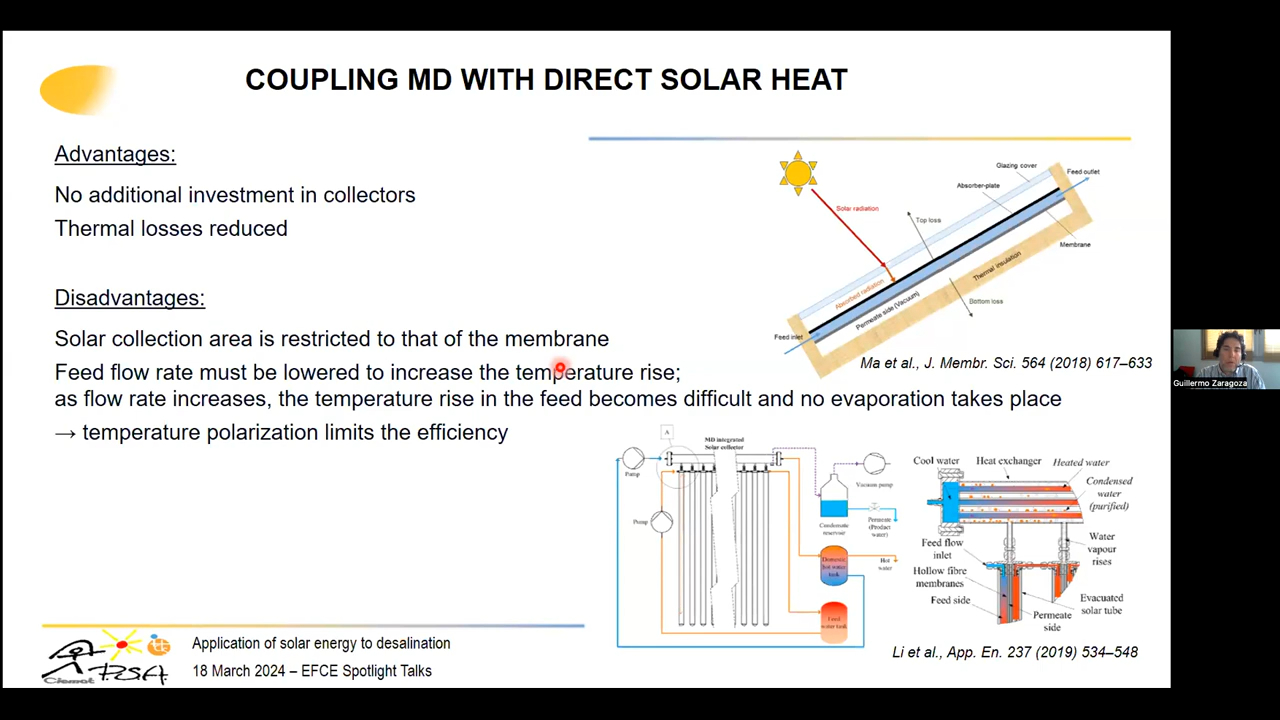 COUPLING MD WITH DIRECT SOLAR HEAT
Advantages:
No additional investment in collectors
Thermal losses reduced
Disadvantages:
Solar collection area is restricted to that of the membrane
Feed flow rate must be lowered to increase the temperature rise;
as flow rate increases, the temperature rise in the feed becomes difficult and no evaporation takes place
→ temperature polarization limits the efficiency
Glazing cover
Feed outlet
Absorber-plate
Solar radiation
Top loss
Membrane
Thermal insulation
Absorbed radiation
Bottom loss
Permeate side (Vacuum)
Feed inlet
Ma et al., J. Membr. Sci. 564 (2018) 617–633
Guillermo Zaragoza
A
MD integrated
Solar collector
Pump
Vacuum pump
Pump
Condensate
reservoir
Permeate
(Product
water)
Domestic
hot water
tank
Hot
water
Feed
water tank
Cool water
Heat exchanger
Heated water
Condensed
water
(purified)
Feed flow
inlet
Water
vapour
rises
Hollow fibre
membranes
Feed side
Evacuated
solar tube
Permeate
side
Li et al., App. En. 237 (2019) 534–548
Ciemat
PSA
Application of solar energy to desalination
18 March 2024 – EFCE Spotlight Talks